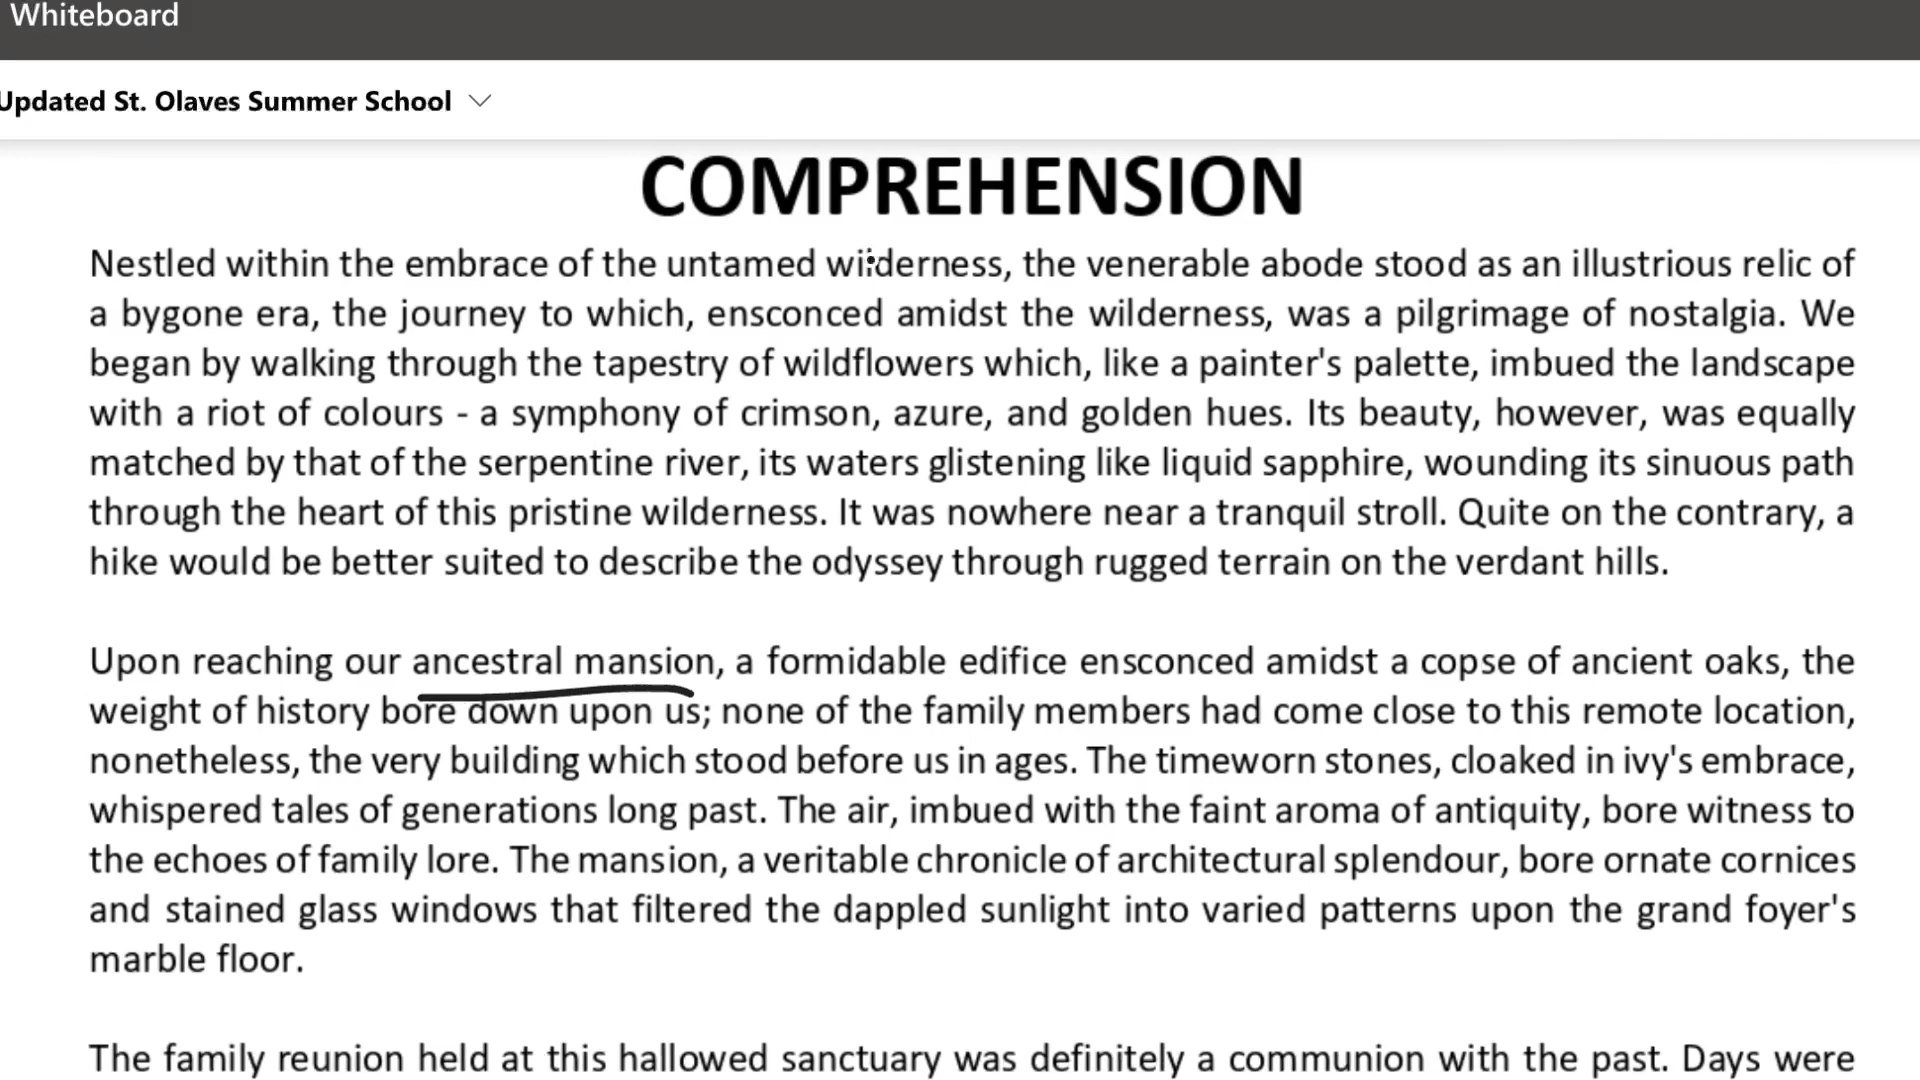 Whiteboard
Updated St. Olaves Summer School
COMPREHENSION
Nestled within the embrace of the untamed wilderness, the venerable abode stood as an illustrious relic of
a bygone era, the journey to which, ensconced amidst the wilderness, was a pilgrimage of nostalgia. We
began by walking through the tapestry of wildflowers which, like a painter's palette, imbued the landscape
with a riot of colours - a symphony of crimson, azure, and golden hues. Its beauty, however, was equally
matched by that of the serpentine river, its waters glistening like liquid sapphire, wounding its sinuous path
through the heart of this pristine wilderness. It was nowhere near a tranquil stroll. Quite on the contrary, a
hike would be better suited to describe the odyssey through rugged terrain on the verdant hills.
Upon reaching our ancestral mansion, a formidable edifice ensconced amidst a copse of ancient oaks, the
weight of history bore down upon us; none of the family members had come close to this remote location,
nonetheless, the very building which stood before us in ages. The timeworn stones, cloaked in ivy's embrace,
whispered tales of generations long past. The air, imbued with the faint aroma of antiquity, bore witness to
the echoes of family lore. The mansion, a veritable chronicle of architectural splendour, bore ornate cornices
and stained glass windows that filtered the dappled sunlight into varied patterns upon the grand foyer's
marble floor.
The family reunion held at this hallowed sanctuary was definitely a communion with the past. Days were